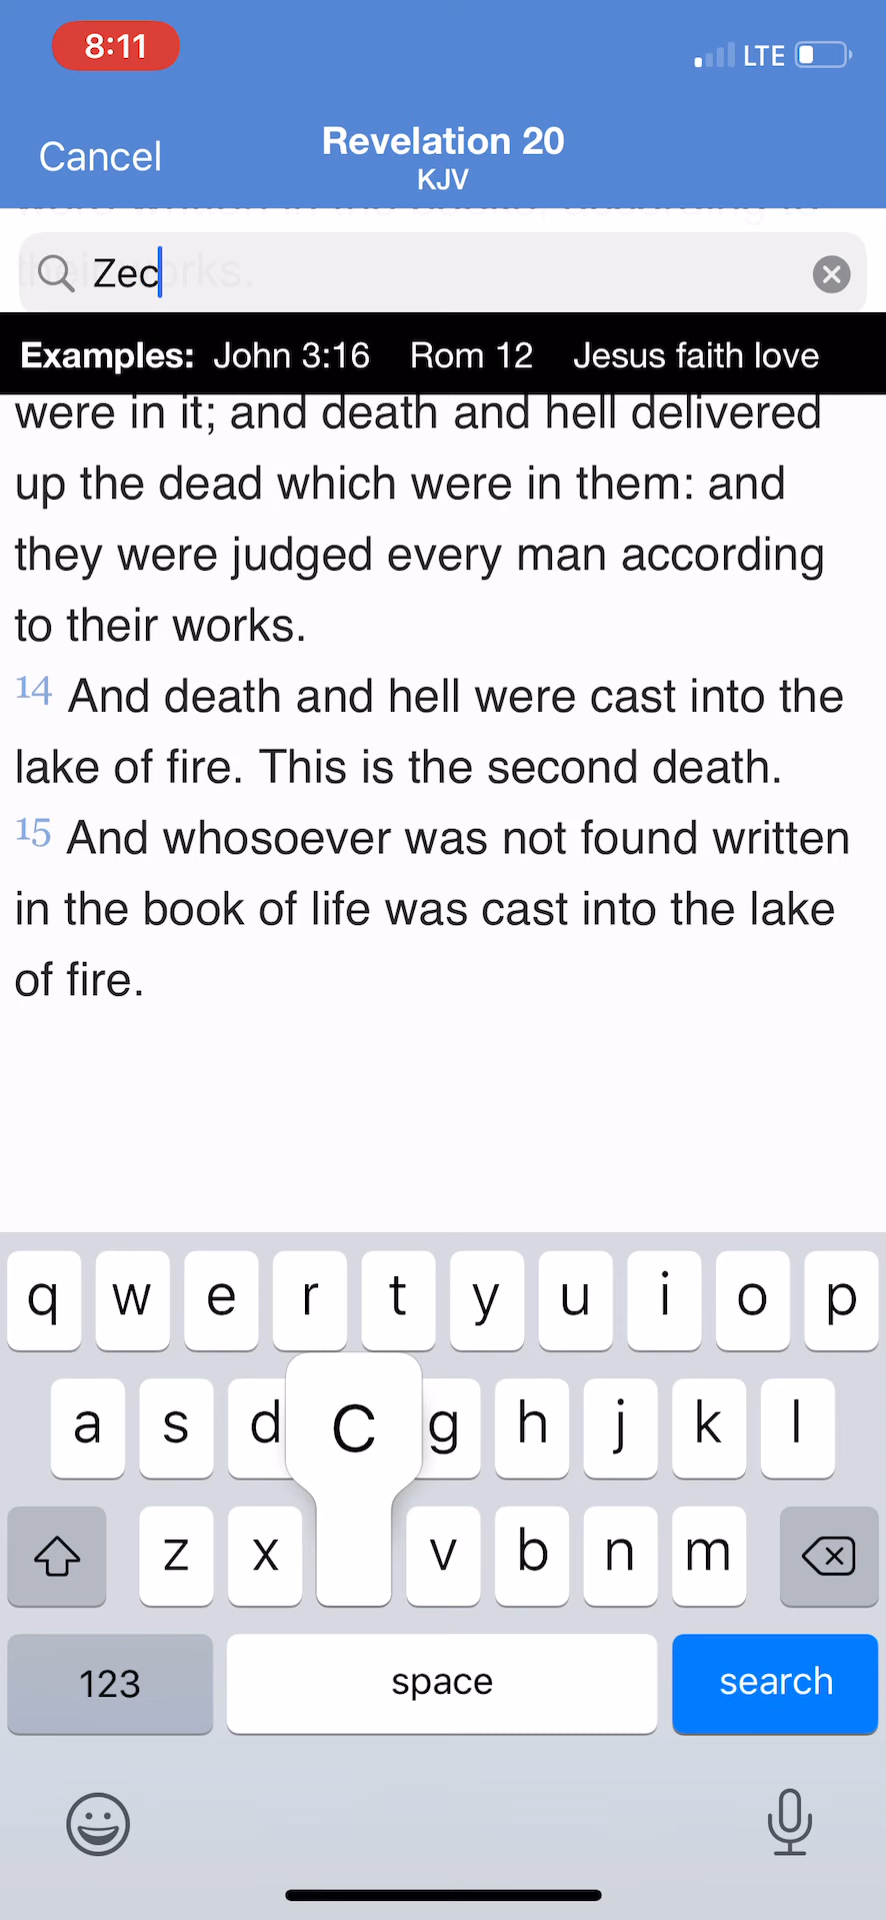 8:11
LTE
Cancel
Revelation 20
KJV
Zec
their works.
Examples: John 3:16 Rom 12 Jesus faith love
were in it; and death and hell delivered
up the dead which were in them: and
they were judged every man according
to their works.
14 And death and hell were cast into the
lake of fire. This is the second death.
15 And whosoever was not found written
in the book of life was cast into the lake
of fire.
q w e r t y u i o p
a s d c g h j k l
z x v b n m
123 space search